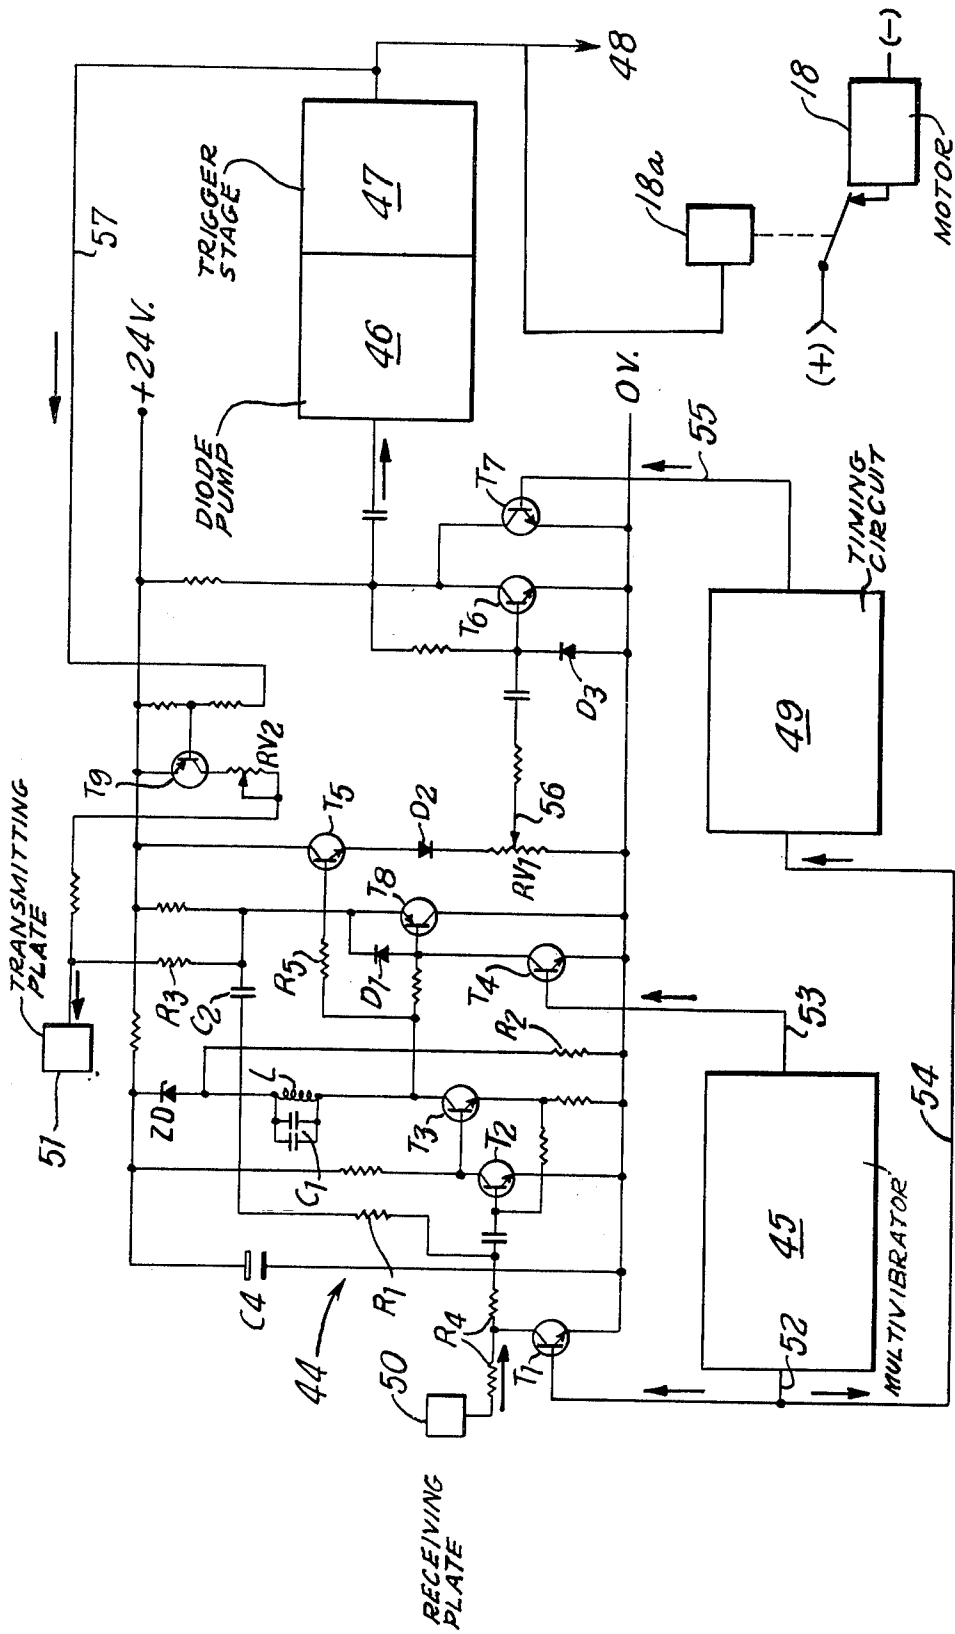 TRANSMITTING
PLATE
51
T9
RV2
57
+24V.
TRIGGER
STAGE
DIODE
PUMP
46
47
48
ZD
R3
C2
C1
L
R5
D1
T8
T5
D2
RV1
56
T6
D3
T7
18a
18
(+)
(-)
MOTOR
C4
44
R1
R4
T3
T2
R2
T4
0V.
RECEIVING
PLATE
50
T1
52
45
MULTIVIBRATOR
53
54
49
TIMING
CIRCUIT
55